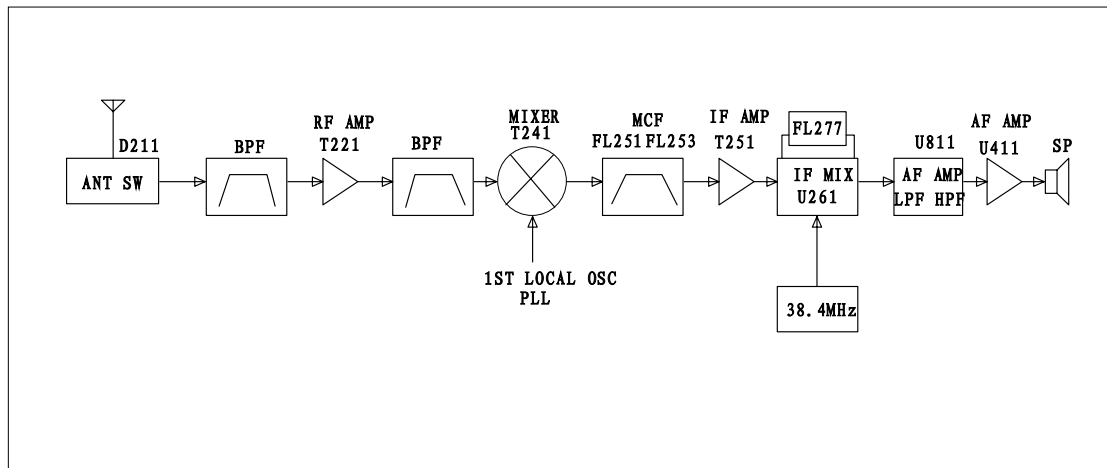 D211
ANT SW
BPF
RF AMP
T221
BPF
MIXER
T241
1ST LOCAL OSC
PLL
MCF
FL251 FL253
IF AMP
T251
FL277
IF MIX
U261
38.4MHz
U811
AF AMP
LPF HPF
AF AMP
U411
SP